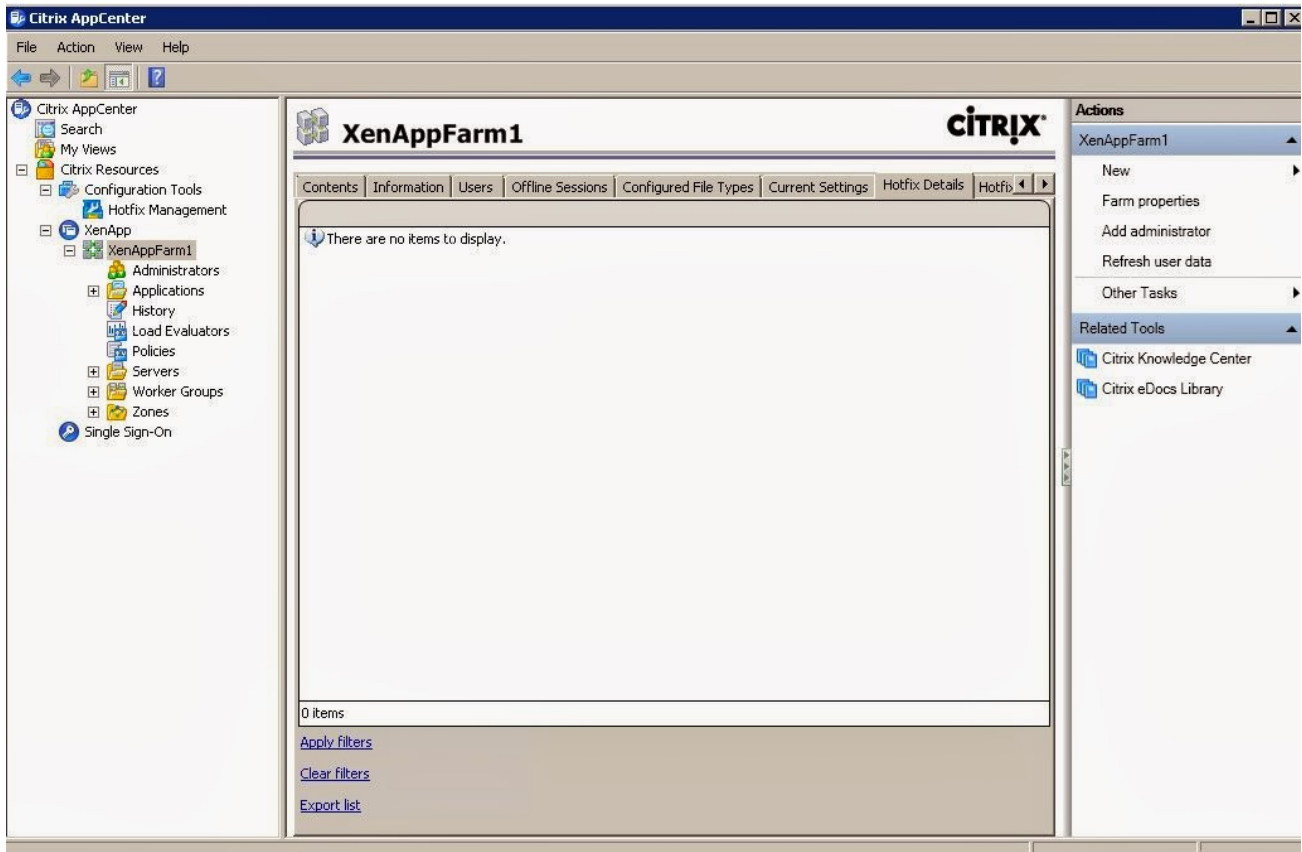 Citrix AppCenter
File Action View Help
Citrix AppCenter
Search
My Views
Citrix Resources
Configuration Tools
Hotfix Management
XenApp
XenAppFarm1
Administrators
Applications
History
Load Evaluators
Policies
Servers
Worker Groups
Zones
Single Sign-On
XenAppFarm1
CITRIX
Contents Information Users Offline Sessions Configured File Types Current Settings Hotfix Details Hotfix
There are no items to display.
0 items
Apply filters
Clear filters
Export list
Actions
XenAppFarm1
New
Farm properties
Add administrator
Refresh user data
Other Tasks
Related Tools
Citrix Knowledge Center
Citrix eDocs Library